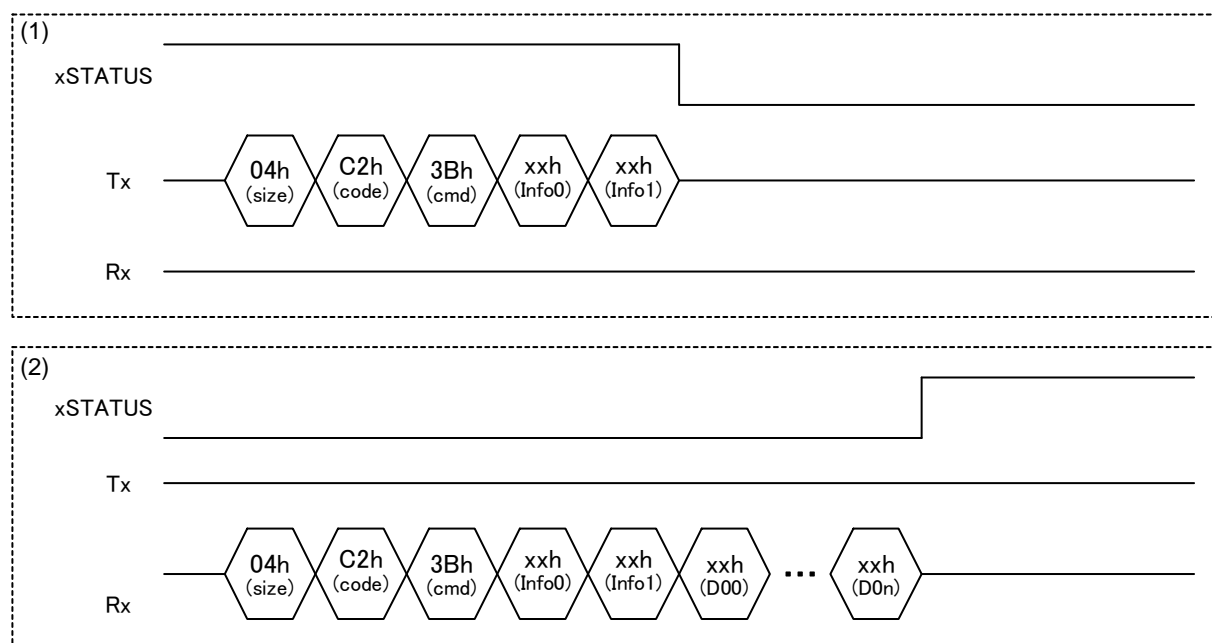 (1)
xSTATUS
Tx
04h
(size)
C2h
(code)
3Bh
(cmd)
xxh
(Info0)
xxh
(Info1)
Rx
(2)
xSTATUS
Tx
Rx
04h
(size)
C2h
(code)
3Bh
(cmd)
xxh
(Info0)
xxh
(Info1)
xxh
(D00)
...
xxh
(D0n)